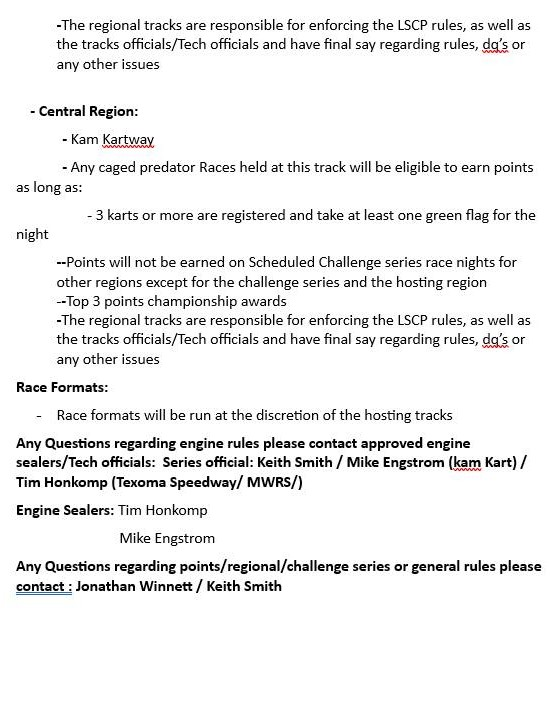 -The regional tracks are responsible for enforcing the LSCP rules, as well as
the tracks officials/Tech officials and have final say regarding rules, dq's or
any other issues
- Central Region:
- Kam Kartway
- Any caged predator Races held at this track will be eligible to earn points
as long as:
- 3 karts or more are registered and take at least one green flag for the
night
--Points will not be earned on Scheduled Challenge series race nights for
other regions except for the challenge series and the hosting region
--Top 3 points championship awards
-The regional tracks are responsible for enforcing the LSCP rules, as well as
the tracks officials/Tech officials and have final say regarding rules, dq's or
any other issues
Race Formats:
- Race formats will be run at the discretion of the hosting tracks
Any Questions regarding engine rules please contact approved engine
sealers/Tech officials: Series official: Keith Smith / Mike Engstrom (kam Kart) /
Tim Honkomp (Texoma Speedway/ MWRS/)
Engine Sealers: Tim Honkomp
Mike Engstrom
Any Questions regarding points/regional/challenge series or general rules please
contact : Jonathan Winnett / Keith Smith